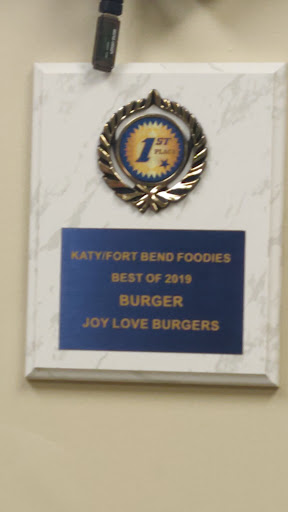 1ST
PLACE
KATY/FORT BEND FOODIES
BEST OF 2019
BURGER
JOY LOVE BURGERS